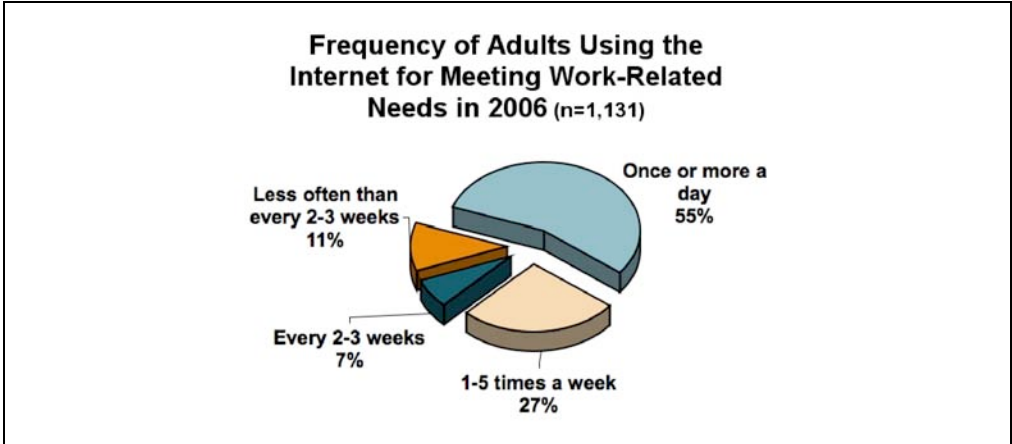 Frequency of Adults Using the
Internet for Meeting Work-Related
Needs in 2006 (n=1,131)
Once or more a
day
55%
Less often than
every 2-3 weeks
11%
Every 2-3 weeks
7%
1-5 times a week
27%